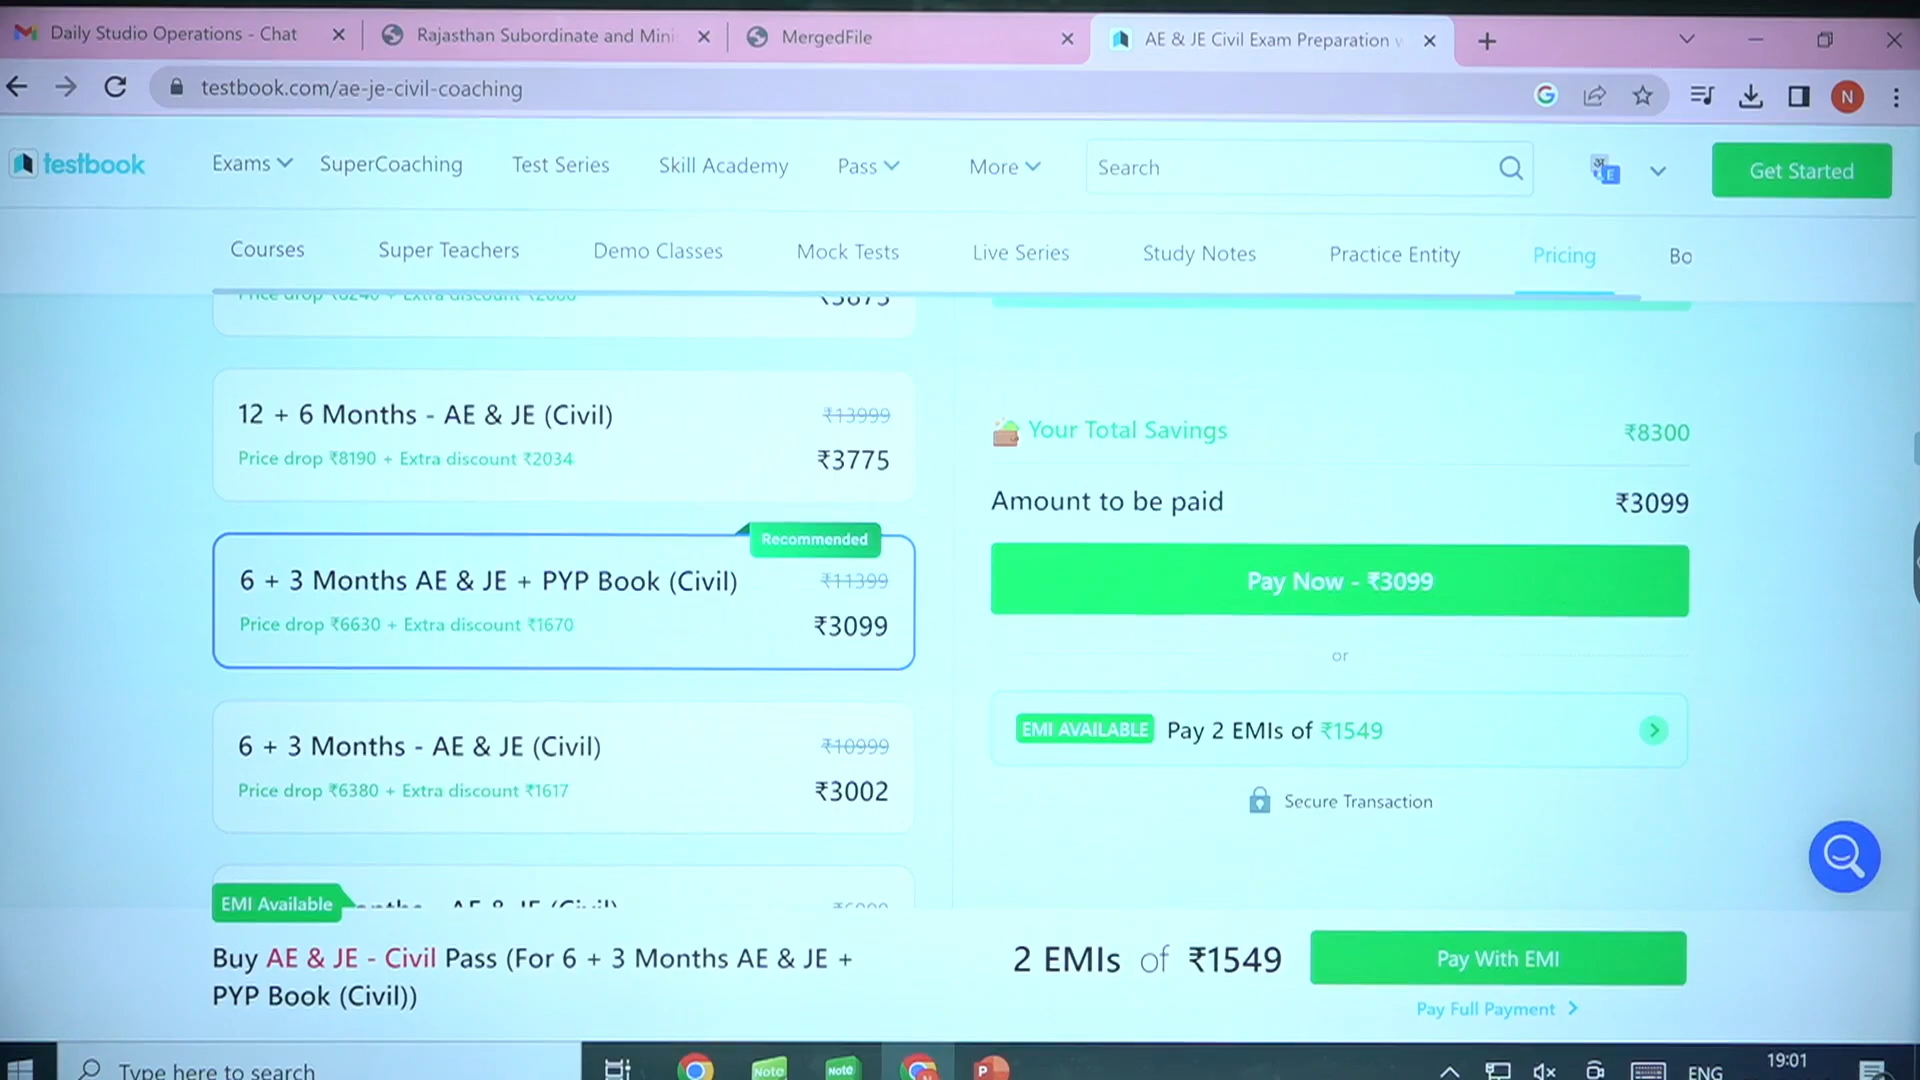 Daily Studio Operations - Chat
Rajasthan Subordinate and Mini
MergedFile
AE & JE Civil Exam Preparation
testbook.com/ae-je-civil-coaching
N
testbook
Exams
SuperCoaching
Test Series
Skill Academy
Pass
More
Search
Get Started
Courses
Super Teachers
Demo Classes
Mock Tests
Live Series
Study Notes
Practice Entity
Pricing
Bo
12 + 6 Months - AE & JE (Civil)
₹13999
Price drop ₹8190 + Extra discount ₹2034
₹3775
Recommended
6 + 3 Months AE & JE + PYP Book (Civil)
₹11399
Price drop ₹6630 + Extra discount ₹1670
₹3099
6 + 3 Months - AE & JE (Civil)
₹10999
Price drop ₹6380 + Extra discount ₹1617
₹3002
Your Total Savings
₹8300
Amount to be paid
₹3099
Pay Now - ₹3099
or
EMI AVAILABLE Pay 2 EMIs of ₹1549
Secure Transaction
EMI Available
Buy AE & JE - Civil Pass (For 6 + 3 Months AE & JE +
PYP Book (Civil))
2 EMIs of ₹1549
Pay With EMI
Pay Full Payment
Type here to search
Note
Note
ENG
19:01